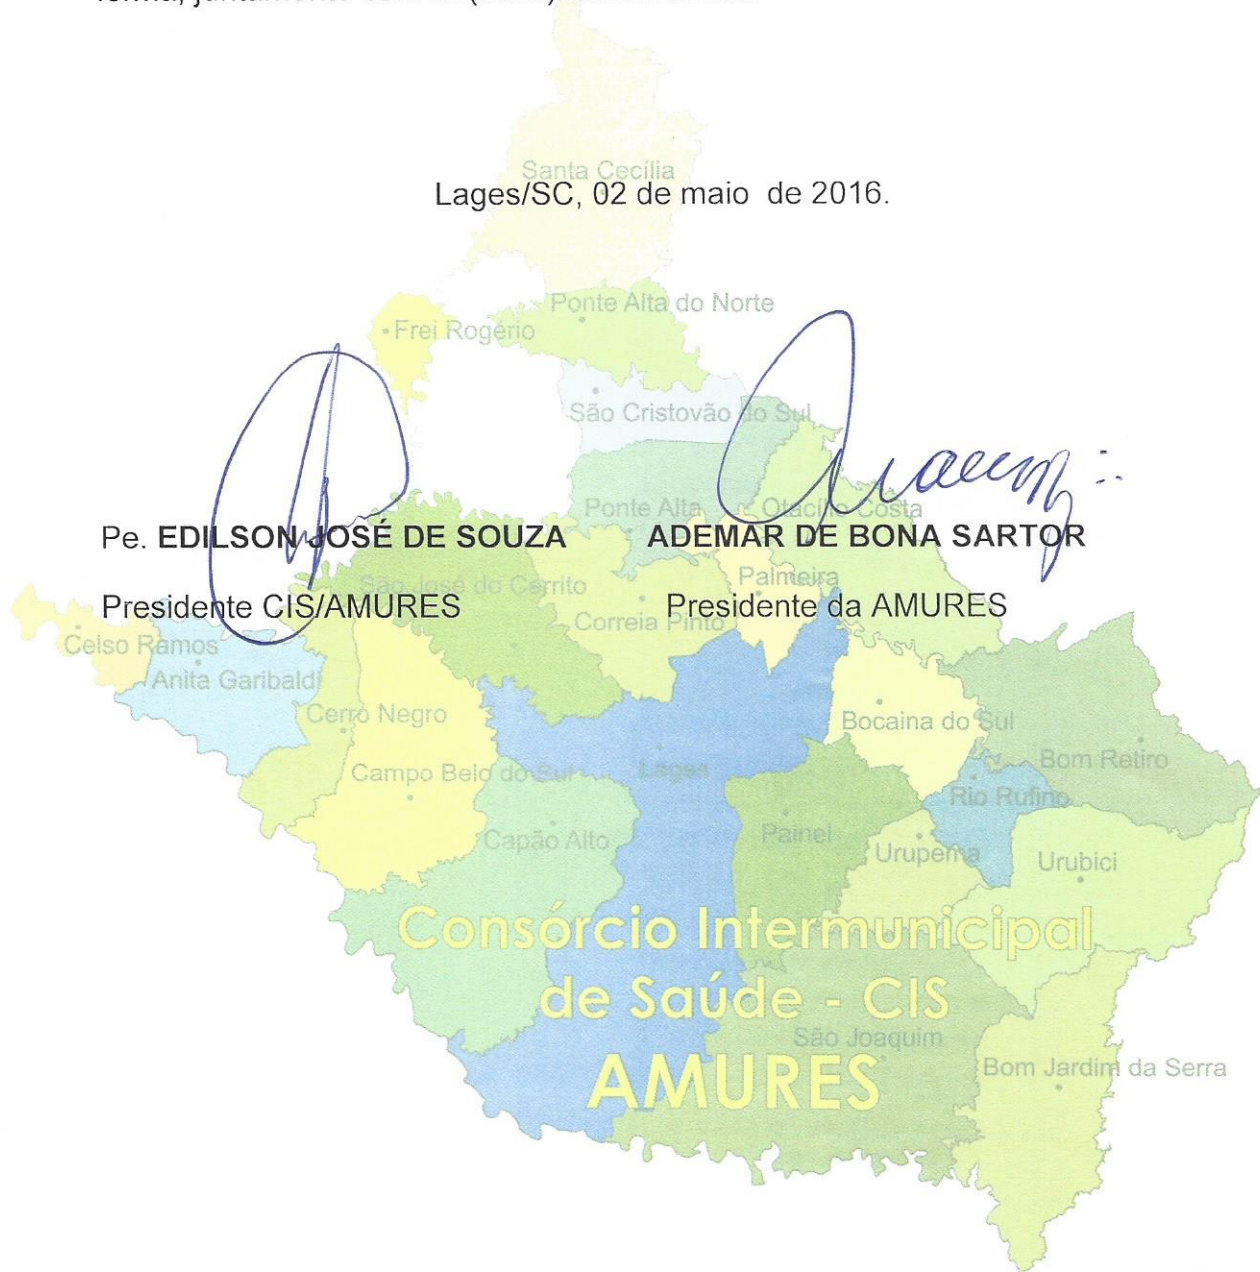 Santa Cecília
Lages/SC, 02 de maio de 2016.
Ponte Alta do Norte
Frei Rogério
São Cristovão do Sul
Ponte Alta
Otacílio Costa
Pe. EDILSON JOSÉ DE SOUZA ADEMAR DE BONA SARTOR
São José do Cerrito
Palmeira
Presidente CIS/AMURES Presidente da AMURES
Correia Pinto
Celso Ramos
Anita Garibaldi
Cerro Negro
Bocaina do Sul
Bom Retiro
Campo Belo do Sul
Lages
Rio Rufino
Painel
Capão Alto
Urupema
Urubici
Consórcio Intermunicipal
de Saúde - CIS
São Joaquim
Bom Jardim da Serra
AMURES